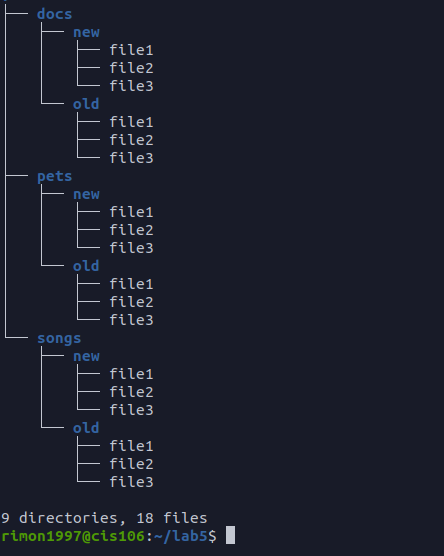 ├── docs
│   ├── new
│   │   ├── file1
│   │   ├── file2
│   │   └── file3
│   └── old
│       ├── file1
│       ├── file2
│       └── file3
├── pets
│   ├── new
│   │   ├── file1
│   │   ├── file2
│   │   └── file3
│   └── old
│       ├── file1
│       ├── file2
│       └── file3
└── songs
    ├── new
    │   ├── file1
    │   ├── file2
    │   └── file3
    └── old
        ├── file1
        ├── file2
        └── file3

9 directories, 18 files
rimon1997@cis106:~/lab5$